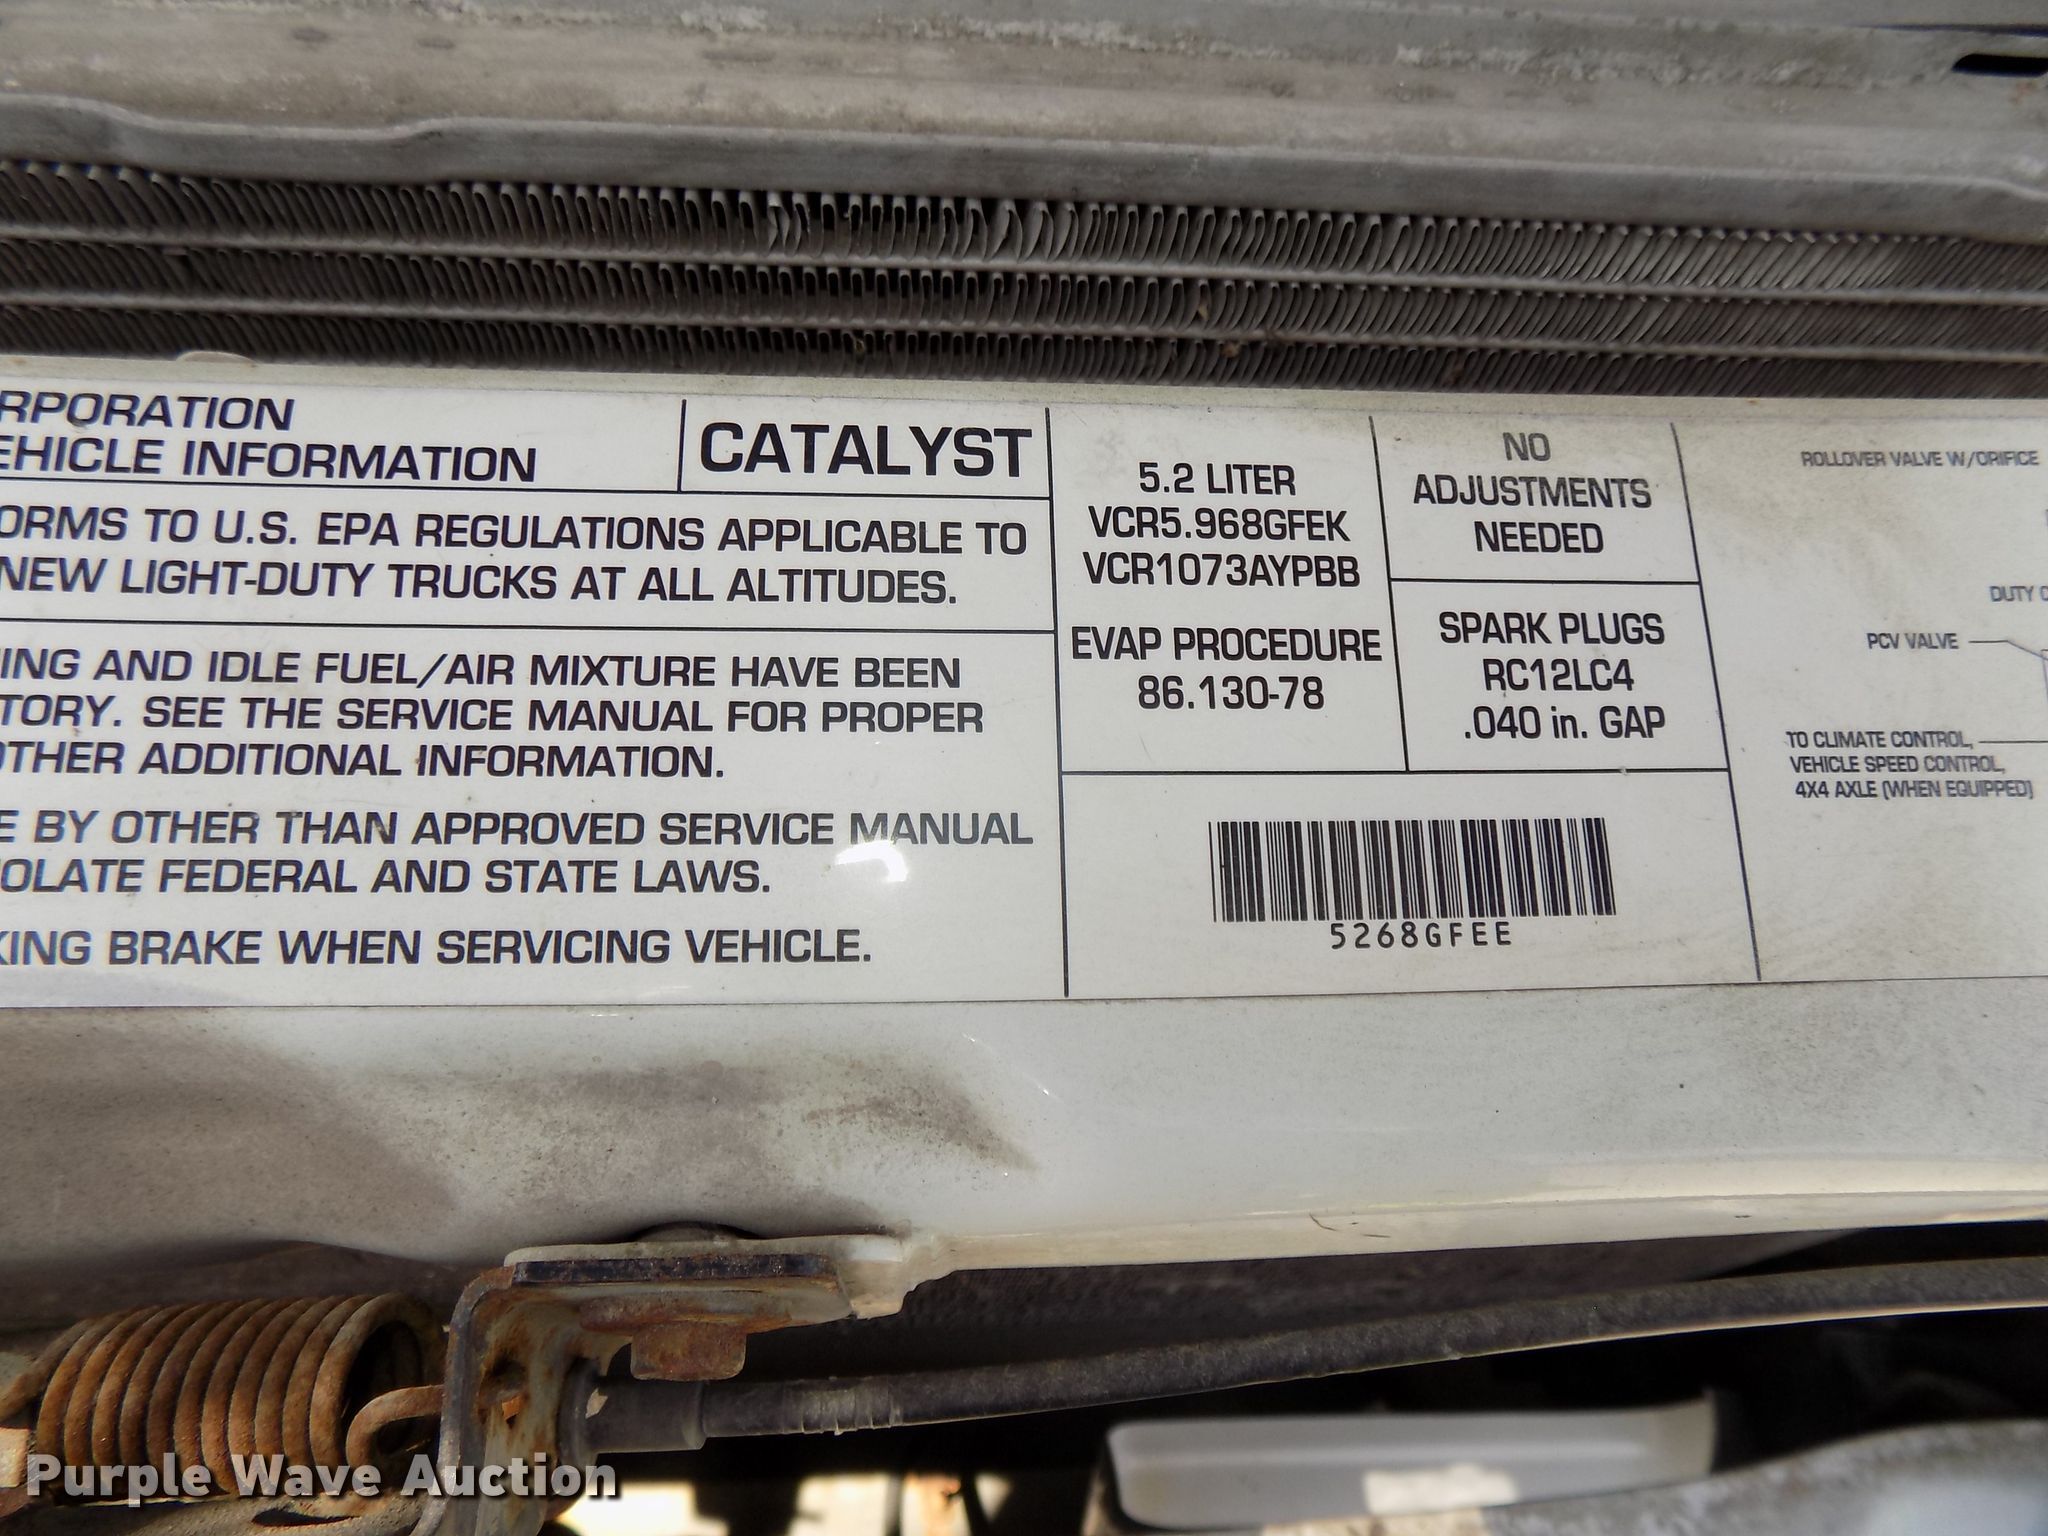 RPORATION
EHICLE INFORMATION
CATALYST
ORMS TO U.S. EPA REGULATIONS APPLICABLE TO
NEW LIGHT-DUTY TRUCKS AT ALL ALTITUDES.
ING AND IDLE FUEL/AIR MIXTURE HAVE BEEN
TORY. SEE THE SERVICE MANUAL FOR PROPER
OTHER ADDITIONAL INFORMATION.
E BY OTHER THAN APPROVED SERVICE MANUAL
OLATE FEDERAL AND STATE LAWS.
KING BRAKE WHEN SERVICING VEHICLE.
5.2 LITER
VCR5.968GFEK
VCR1073AYPBB
EVAP PROCEDURE
86.130-78
NO
ADJUSTMENTS
NEEDED
SPARK PLUGS
RC12LC4
.040 in. GAP
5268GFEE
ROLLOVER VALVE W/ORIFICE
DUTY C
PCV VALVE
TO CLIMATE CONTROL,
VEHICLE SPEED CONTROL,
4X4 AXLE (WHEN EQUIPPED)
Purple Wave Auction